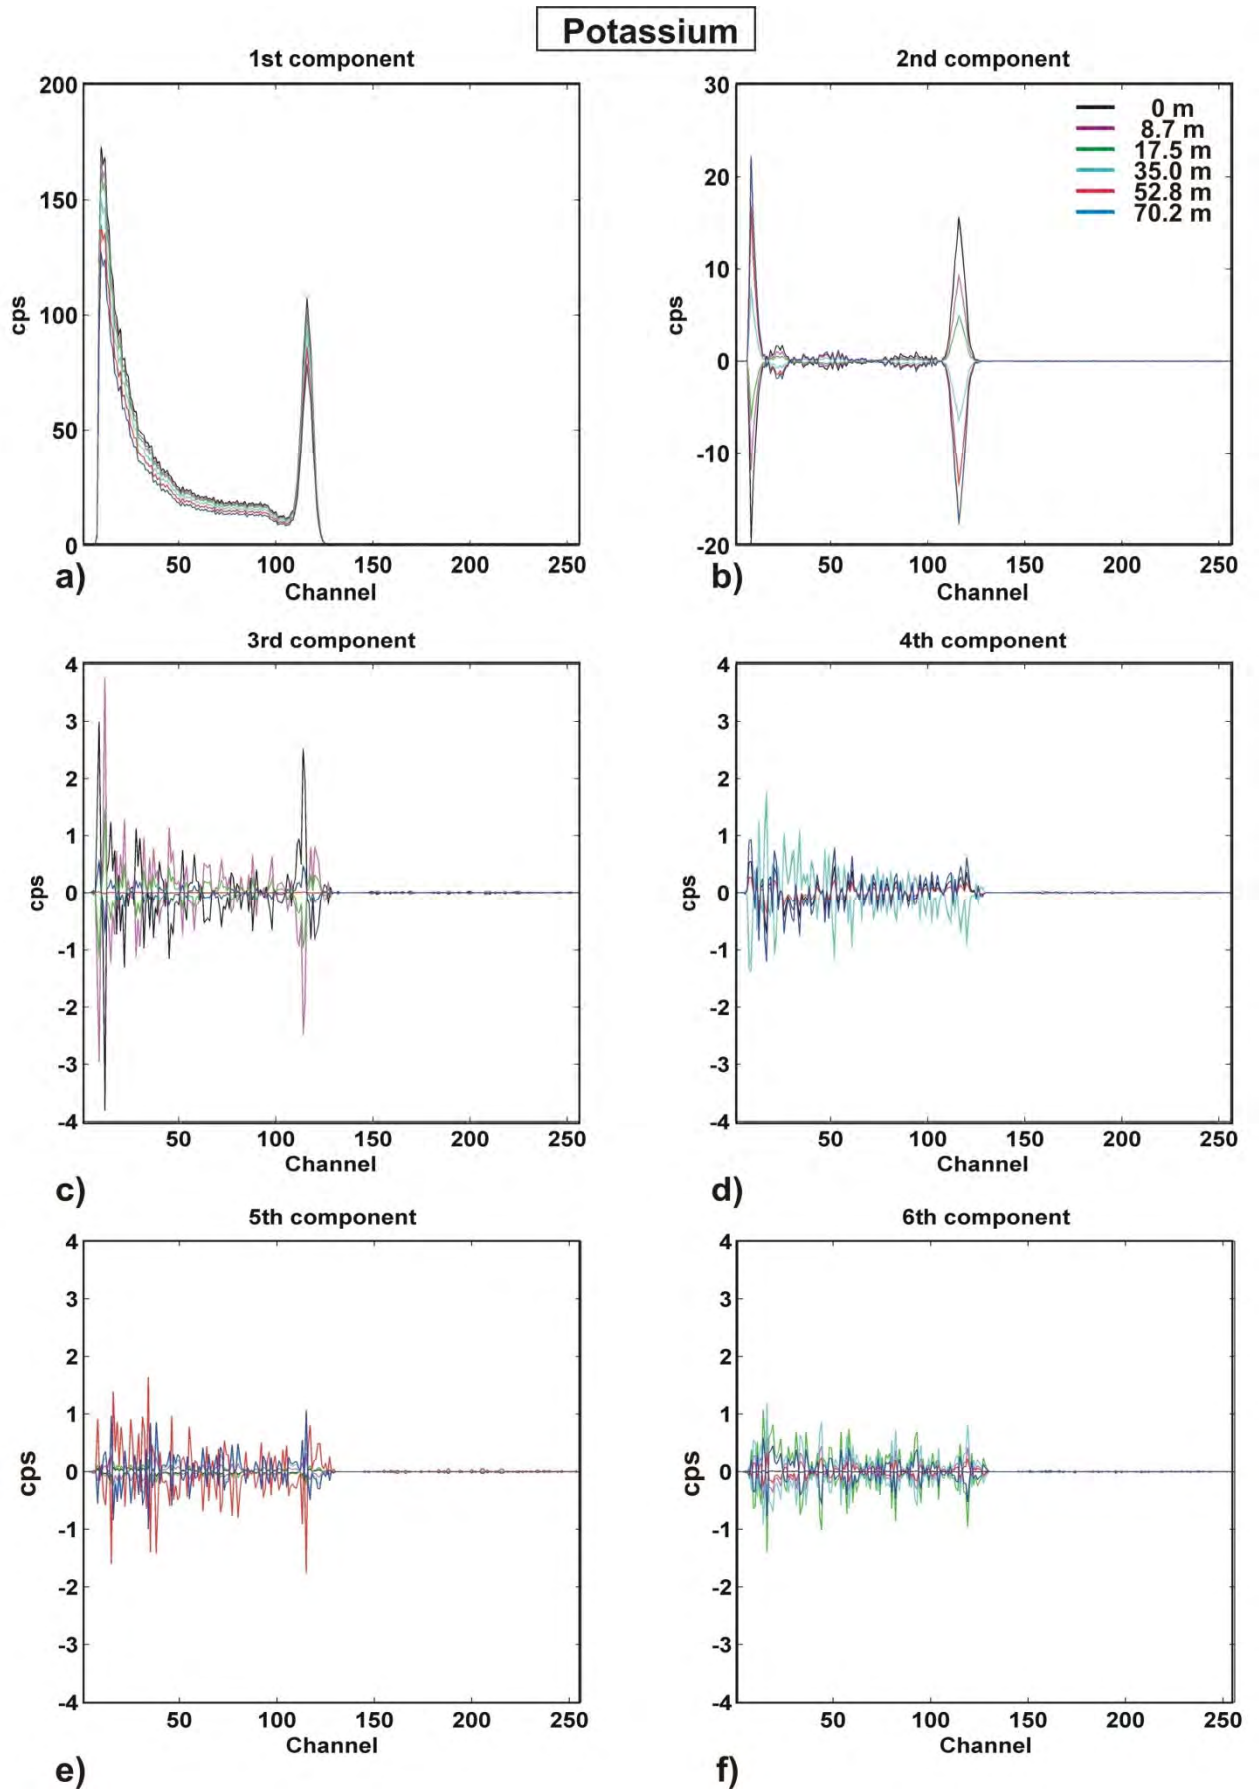 Potassium
1st component
200
150
100
50
0
cps
50 100 150 200 250
Channel
a)
2nd component
30
20
10
0
-10
-20
cps
0 m
8.7 m
17.5 m
35.0 m
52.8 m
70.2 m
50 100 150 200 250
Channel
b)
3rd component
4
3
2
1
0
-1
-2
-3
-4
cps
50 100 150 200 250
Channel
c)
4th component
4
3
2
1
0
-1
-2
-3
-4
cps
50 100 150 200 250
Channel
d)
5th component
4
3
2
1
0
-1
-2
-3
-4
cps
50 100 150 200 250
Channel
e)
6th component
4
3
2
1
0
-1
-2
-3
-4
cps
50 100 150 200 250
Channel
f)